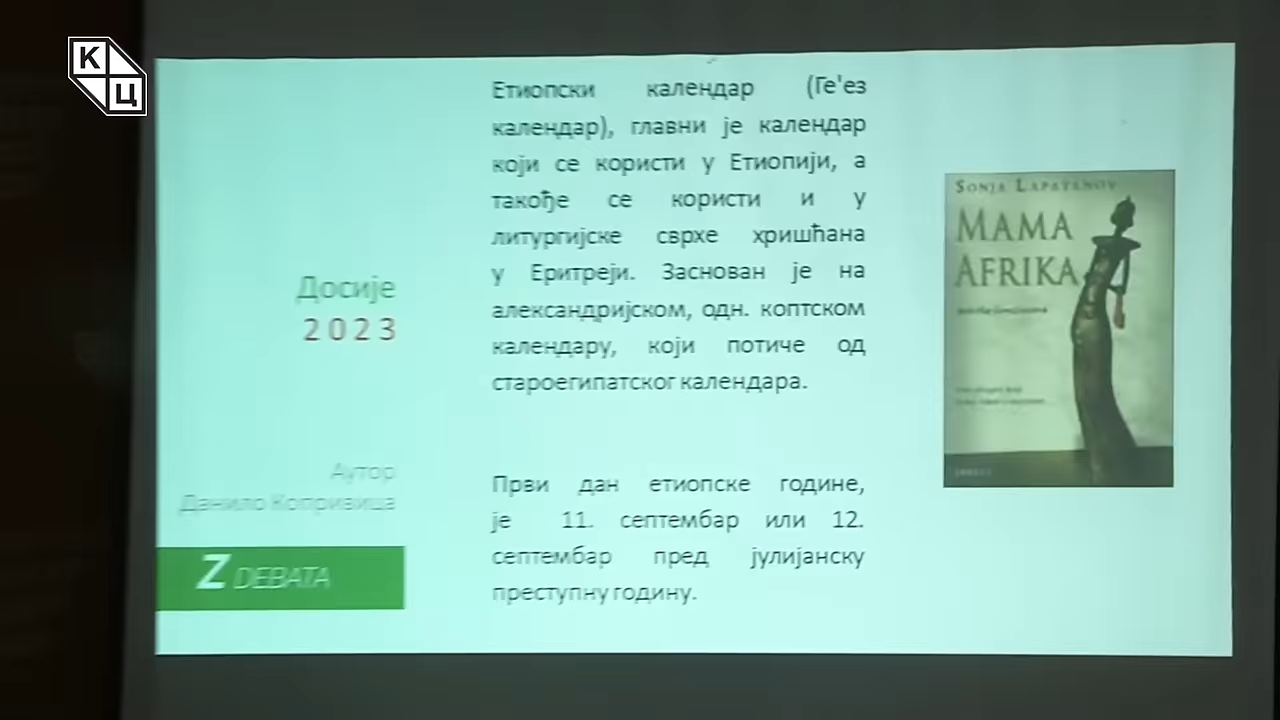 К
Ц
Досије
2023
Аутор
Данило Копривица
Z DEBATA
Етиопски календар (Ге'ез
календар), главни је календар
који се користи у Етиопији, а
такође се користи и у
литургијске сврхе хришћана
у Еритреји. Заснован је на
александријском, одн. коптском
календару, који потиче од
староегипатског календара.
Први дан етиопске године,
је 11. септембар или 12.
септембар пред јулијанску
преступну годину.
SONJA LAPATANOV
MAMA
AFRIKA